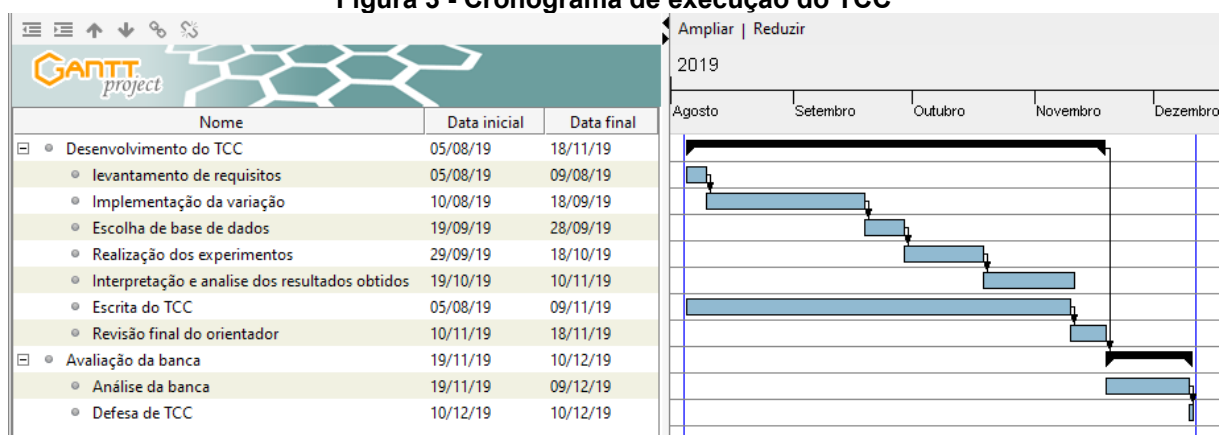 Figura 3 - Cronograma de execução do TCC
Ampliar | Reduzir
GANTT
project
2019
Agosto Setembro Outubro Novembro Dezembro
Nome Data inicial Data final
Desenvolvimento do TCC 05/08/19 18/11/19
levantamento de requisitos 05/08/19 09/08/19
Implementação da variação 10/08/19 18/09/19
Escolha de base de dados 19/09/19 28/09/19
Realização dos experimentos 29/09/19 18/10/19
Interpretação e analise dos resultados obtidos 19/10/19 10/11/19
Escrita do TCC 05/08/19 09/11/19
Revisão final do orientador 10/11/19 18/11/19
Avaliação da banca 19/11/19 10/12/19
Análise da banca 19/11/19 09/12/19
Defesa de TCC 10/12/19 10/12/19